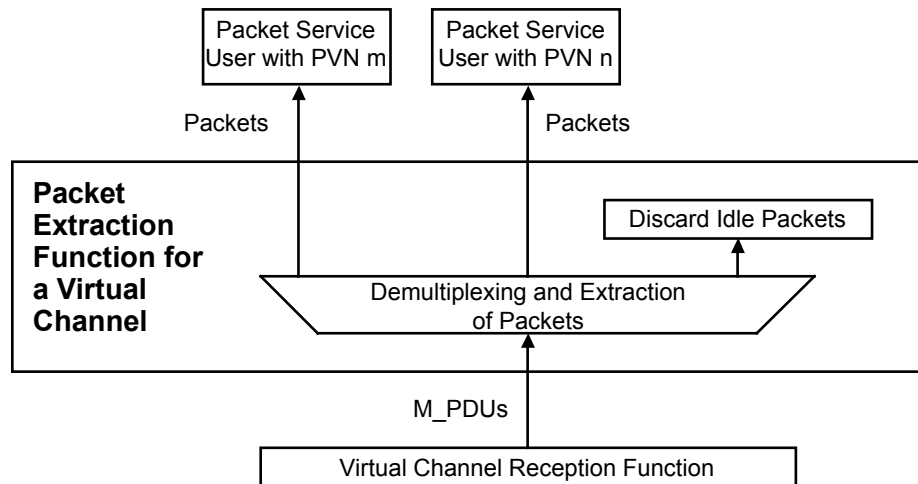 Packet Service
User with PVN m
Packet Service
User with PVN n
Packets
Packets
Packet
Extraction
Function for
a Virtual
Channel
Discard Idle Packets
Demultiplexing and Extraction
of Packets
M_PDUs
Virtual Channel Reception Function